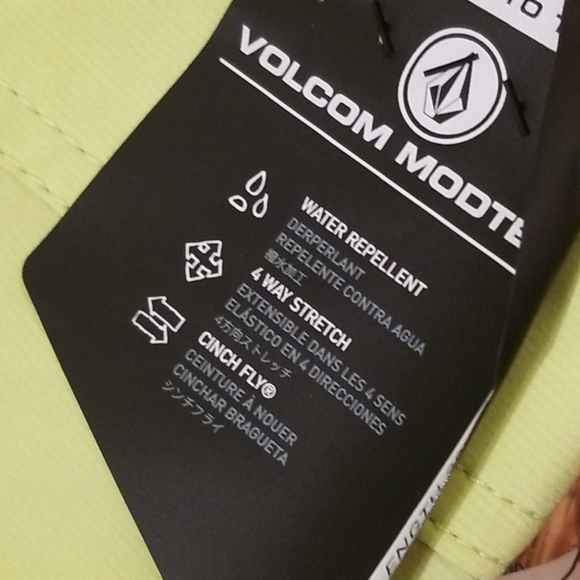 VOLCOM MODTE
WATER REPELLENT
DERPERLANT
REPELENTE CONTRA AGUA
撥水加工
4 WAY STRETCH
EXTENSIBLE DANS LES 4 SENS
ELÁSTICO EN 4 DIRECCIONES
4方向ストレッチ
CINCH FLY®
CEINTURE À NOUER
CINCHAR BRAGUETA
シンチフライ